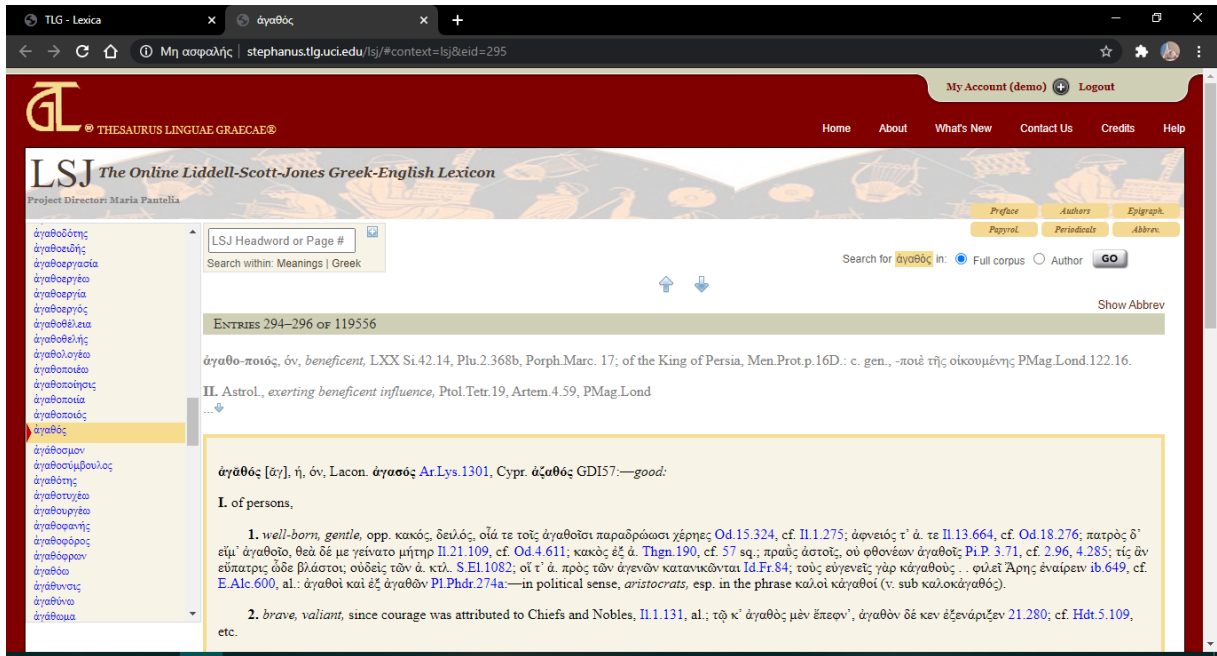 TLG - Lexica
ἀγαθός
Μη ασφαλής | stephanus.tlg.uci.edu/lsj/#context=lsj&eid=295
My Account (demo) Logout
® THESAURUS LINGUAE GRAECAE®
Home About What's New Contact Us Credits Help
LSJ The Online Liddell-Scott-Jones Greek-English Lexicon
Project Director: Maria Pantelia
Preface Authors Epigraph.
Papyrol. Periodicals Abbrev.
ἀγαθοδότης
ἀγαθοειδής
ἀγαθοεργασία
ἀγαθοεργέω
ἀγαθοεργία
ἀγαθοεργός
ἀγαθοθέλεια
ἀγαθοθελής
ἀγαθολογέω
ἀγαθοποιέω
ἀγαθοποίησις
ἀγαθοποιία
ἀγαθοποιός
ἀγαθός
ἀγάθοσμον
ἀγαθοσύμβουλος
ἀγαθότης
ἀγαθοτυχέω
ἀγαθουργέω
ἀγαθοφανής
ἀγαθοφόρος
ἀγαθόφρων
ἀγαθόω
ἀγάθυνσις
ἀγαθύνω
ἀγάθωμα
LSJ Headword or Page #
Search within: Meanings | Greek
Search for ἀγαθός in: Full corpus Author GO
Show Abbrev
ENTRIES 294–296 OF 119556
ἀγαθο-ποιός, όν, beneficent, LXX Si.42.14, Plu.2.368b, Porph.Marc. 17; of the King of Persia, Men.Prot.p.16D.: c. gen., -ποιὲ τῆς οἰκουμένης PMag.Lond.122.16.
II. Astrol., exerting beneficent influence, Ptol.Tetr.19, Artem.4.59, PMag.Lond
...
ἀγᾰθός [ᾰγ], ή, όν, Lacon. ἀγασός Ar.Lys.1301, Cypr. ἀζαθός GDI57:—good:
I. of persons,
1. well-born, gentle, opp. κακός, δειλός, οἷά τε τοῖς ἀγαθοῖσι παραδρώωσι χέρηες Od.15.324, cf. Il.1.275; ἀφνειός τ' ἀ. τε Il.13.664, cf. Od.18.276; πατρὸς δ'
εἴμ' ἀγαθοῖο, θεὰ δέ με γείνατο μήτηρ Il.21.109, cf. Od.4.611; κακὸς ἐξ ἀ. Thgn.190, cf. 57 sq.; πραῢς ἀστοῖς, οὐ φθονέων ἀγαθοῖς Pi.P. 3.71, cf. 2.96, 4.285; τίς ἂν
εὔπατρις ὧδε βλάστοι; οὐδεὶς τῶν ἀ. κτλ. S.El.1082; οἵ τ' ἀ. πρὸς τῶν ἀγενῶν κατανικῶνται Id.Fr.84; τοὺς εὐγενεῖς γὰρ κἀγαθοὺς . . φιλεῖ Ἄρης ἐναίρειν ib.649, cf.
E.Alc.600, al.: ἀγαθοὶ καὶ ἐξ ἀγαθῶν Pl.Phdr.274a:—in political sense, aristocrats, esp. in the phrase καλοὶ κἀγαθοί (v. sub καλοκἀγαθός).
2. brave, valiant, since courage was attributed to Chiefs and Nobles, Il.1.131, al.; τῷ κ' ἀγαθὸς μὲν ἔπεφν', ἀγαθὸν δέ κεν ἐξενάριξεν 21.280; cf. Hdt.5.109,
etc.